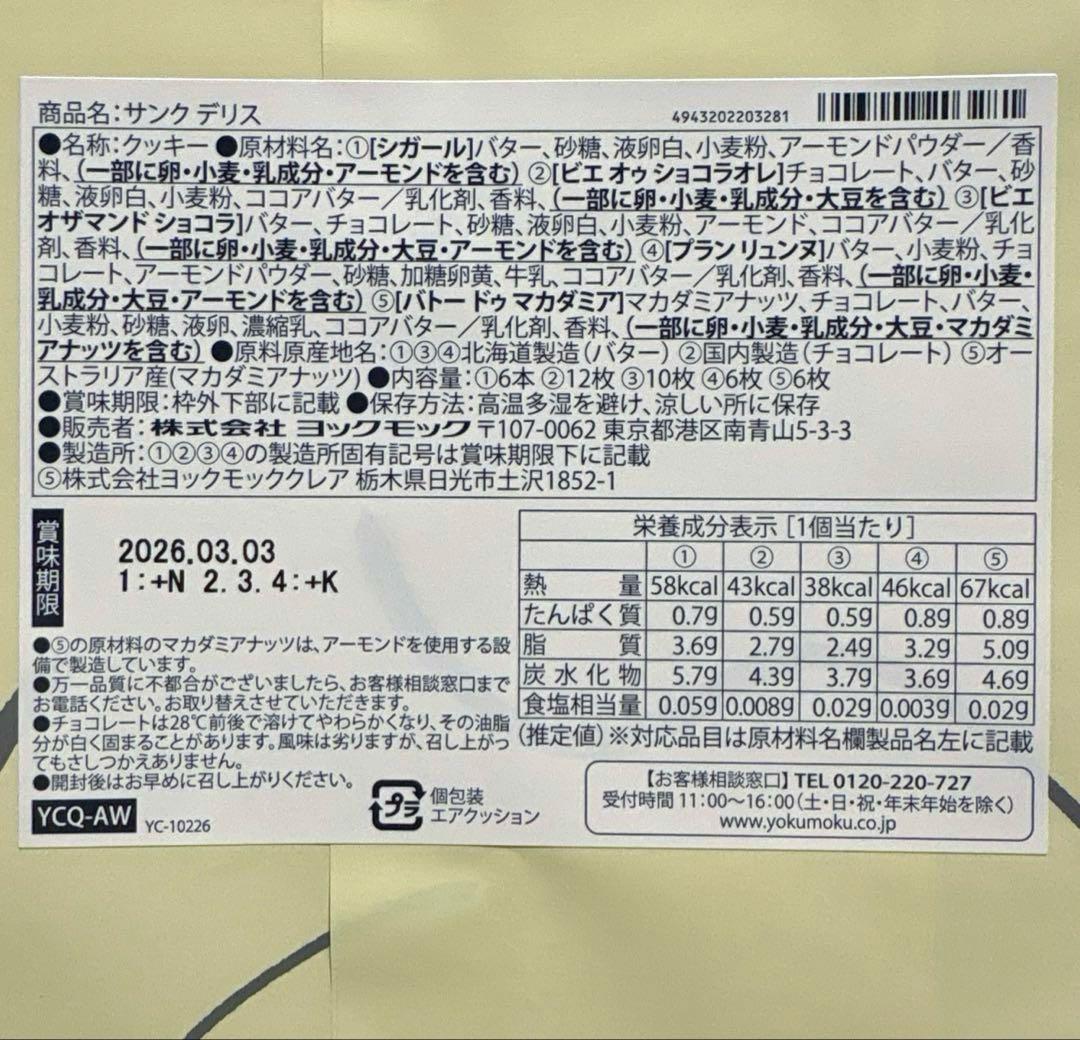 商品名:サンク デリス
4943202203281
●名称:クッキー ●原材料名:①[シガール]バター、砂糖、液卵白、小麦粉、アーモンドパウダー／香
料、(一部に卵・小麦・乳成分・アーモンドを含む) ②[ビエ オゥ ショコラオレ]チョコレート、バター、砂
糖、液卵白、小麦粉、ココアバター／乳化剤、香料、(一部に卵・小麦・乳成分・大豆を含む) ③[ビエ
オザマンド ショコラ]バター、チョコレート、砂糖、液卵白、小麦粉、アーモンド、ココアバター／乳化
剤、香料、(一部に卵・小麦・乳成分・大豆・アーモンドを含む) ④[プラン リュンヌ]バター、小麦粉、チョ
コレート、アーモンドパウダー、砂糖、加糖卵黄、牛乳、ココアバター／乳化剤、香料、(一部に卵・小麦・
乳成分・大豆・アーモンドを含む) ⑤[バトー ドゥ マカダミア]マカダミアナッツ、チョコレート、バター、
小麦粉、砂糖、液卵、濃縮乳、ココアバター／乳化剤、香料、(一部に卵・小麦・乳成分・大豆・マカダミ
アナッツを含む) ●原料原産地名:①③④北海道製造(バター) ②国内製造(チョコレート) ⑤オー
ストラリア産(マカダミアナッツ) ●内容量:①6本 ②12枚 ③10枚 ④6枚 ⑤6枚
●賞味期限:枠外下部に記載 ●保存方法:高温多湿を避け、涼しい所に保存
●販売者:株式会社 ヨックモック 〒107-0062 東京都港区南青山5-3-3
●製造所:①②③④の製造所固有記号は賞味期限下に記載
⑤株式会社ヨックモッククレア 栃木県日光市土沢1852-1
賞味期限
2026.03.03
1:+N 2.3.4:+K
●⑤の原材料のマカダミアナッツは、アーモンドを使用する設
備で製造しています。
●万一品質に不都合がございましたら、お客様相談窓口まで
お電話ください。お取り替えさせていただきます。
●チョコレートは28℃前後で溶けてやわらかくなり、その油脂
分が白く固まることがあります。風味は劣りますが、召し上がっ
てもさしつかえありません。
●開封後はお早めに召し上がりください。
YCQ-AW YC-10226
プラ
個包装
エアクッション
栄養成分表示 [1個当たり]
① ② ③ ④ ⑤
熱量 58kcal 43kcal 38kcal 46kcal 67kcal
たんぱく質 0.7g 0.5g 0.5g 0.8g 0.8g
脂質 3.6g 2.7g 2.4g 3.2g 5.0g
炭水化物 5.7g 4.3g 3.7g 3.6g 4.6g
食塩相当量 0.05g 0.008g 0.02g 0.003g 0.02g
(推定値)※対応品目は原材料名欄製品名左に記載
【お客様相談窓口】TEL 0120-220-727
受付時間 11:00～16:00(土・日・祝・年末年始を除く)
www.yokumoku.co.jp